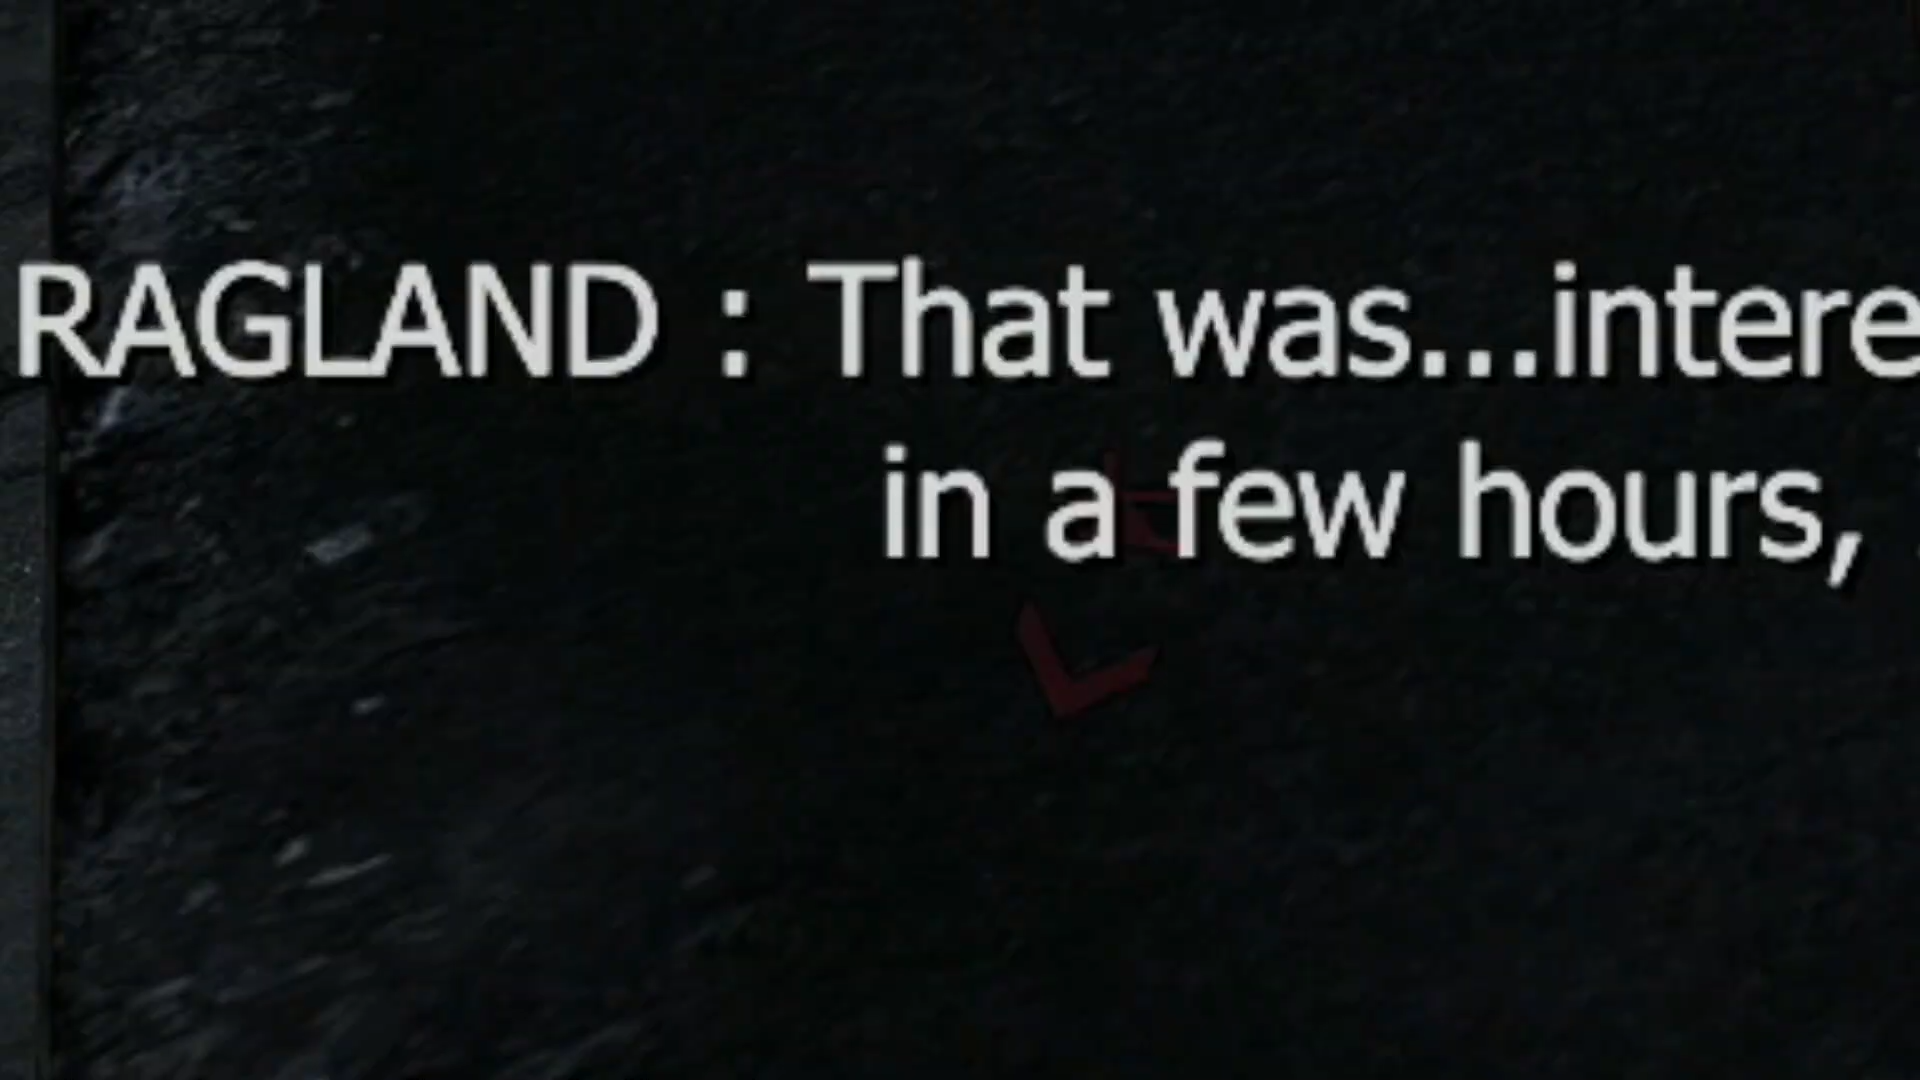 RAGLAND : That was...intere
in a few hours,